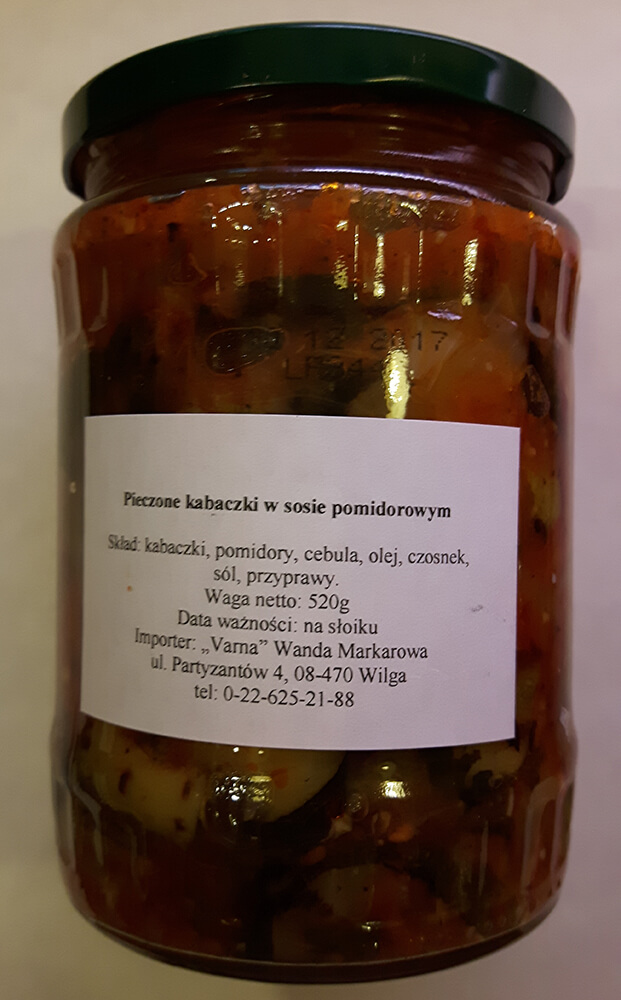 12 2017
Pieczone kabaczki w sosie pomidorowym
Skład: kabaczki, pomidory, cebula, olej, czosnek,
sól, przyprawy.
Waga netto: 520g
Data ważności: na słoiku
Importer: „Varna” Wanda Markarowa
ul. Partyzantów 4, 08-470 Wilga
tel: 0-22-625-21-88